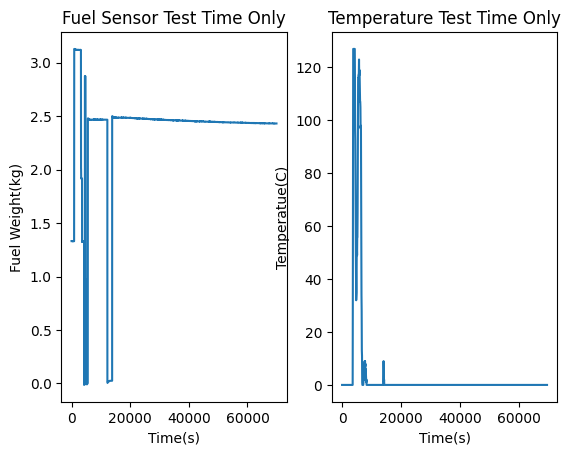 Fuel Sensor Test Time Only
Fuel Weight(kg)
3.0
2.5
2.0
1.5
1.0
0.5
0.0
0 20000 40000 60000
Time(s)
Temperature Test Time Only
Temperatue(C)
120
100
80
60
40
20
0
0 20000 40000 60000
Time(s)